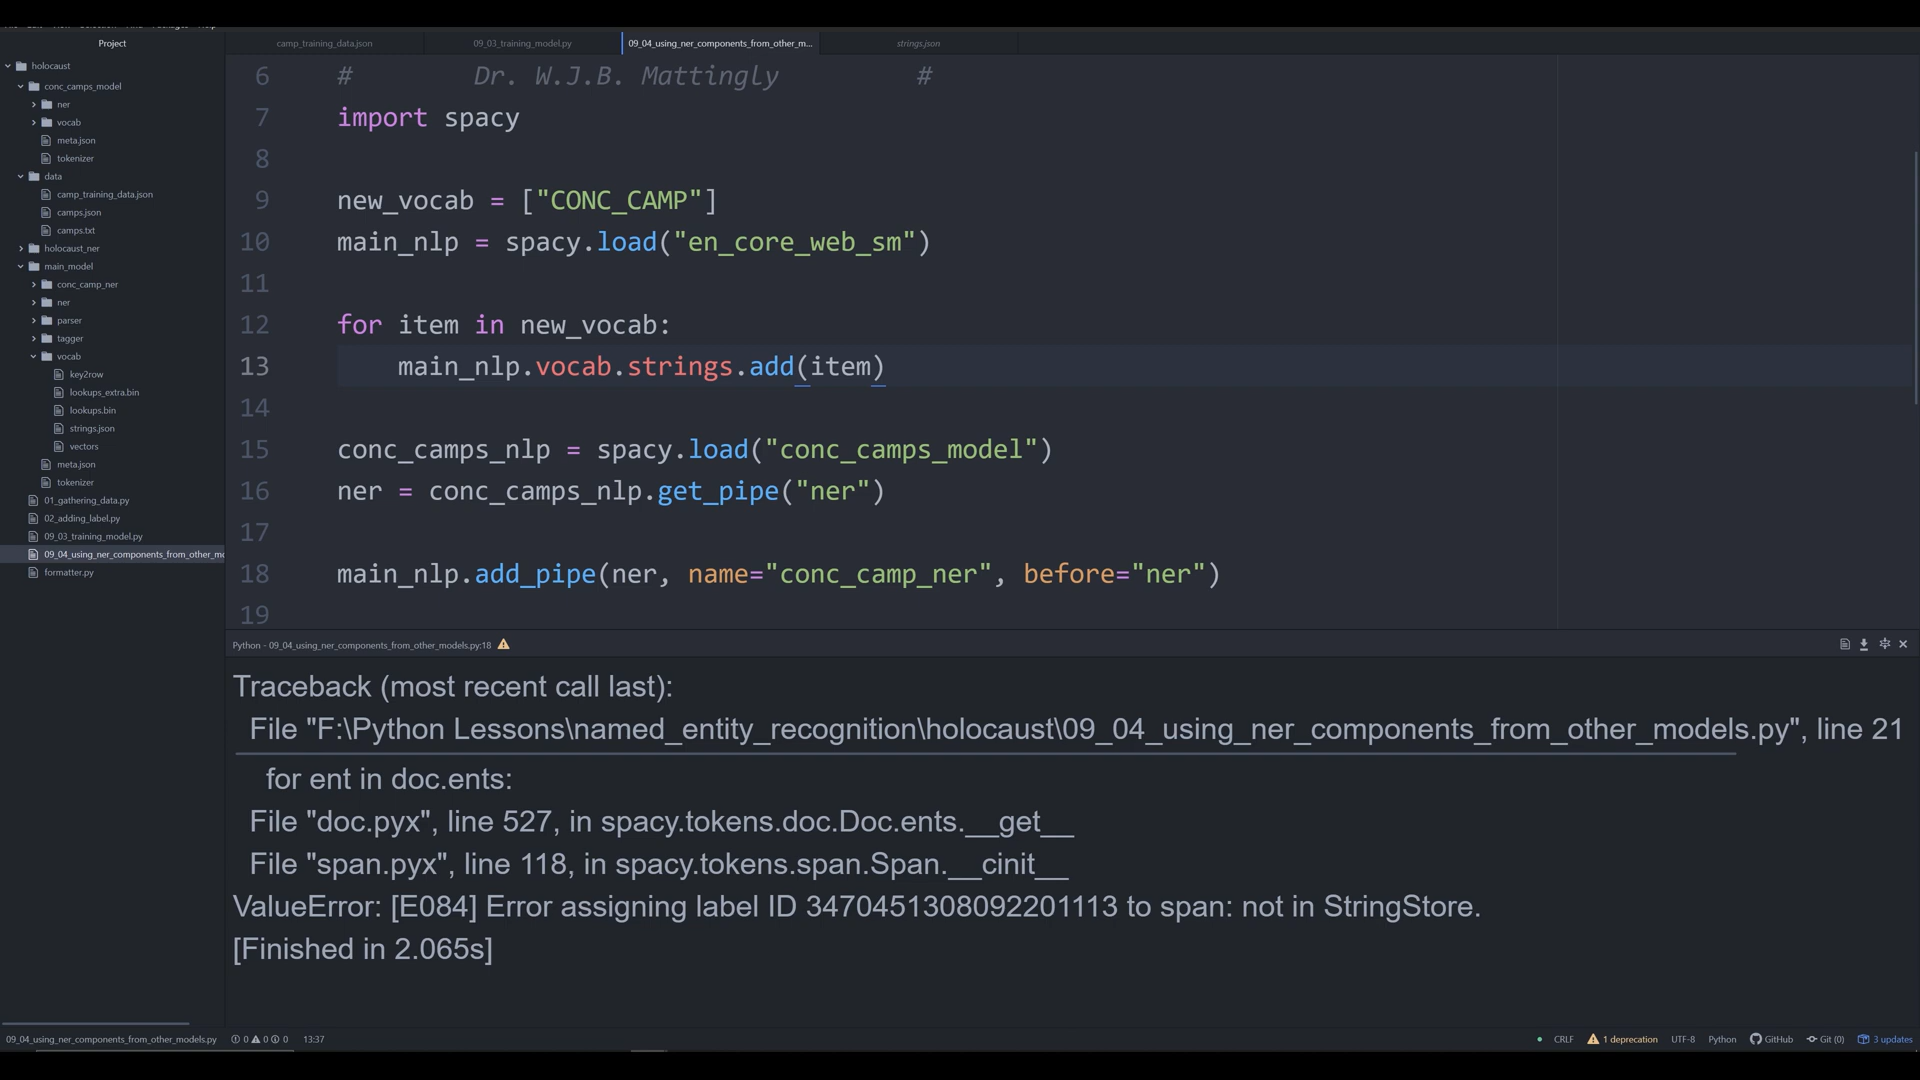 Project
holocaust
conc_camps_model
ner
vocab
meta.json
tokenizer
data
camp_training_data.json
camps.json
camps.txt
holocaust_ner
main_model
conc_camp_ner
ner
parser
tagger
vocab
key2row
lookups_extra.bin
lookups.bin
strings.json
vectors
meta.json
tokenizer
01_gathering_data.py
02_adding_label.py
09_03_training_model.py
09_04_using_ner_components_from_other_mo
formatter.py
camp_training_data.json
09_03_training_model.py
09_04_using_ner_components_from_other_m...
strings.json
6 # Dr. W.J.B. Mattingly #
7 import spacy
8
9 new_vocab = ["CONC_CAMP"]
10 main_nlp = spacy.load("en_core_web_sm")
11
12 for item in new_vocab:
13 main_nlp.vocab.strings.add(item)
14
15 conc_camps_nlp = spacy.load("conc_camps_model")
16 ner = conc_camps_nlp.get_pipe("ner")
17
18 main_nlp.add_pipe(ner, name="conc_camp_ner", before="ner")
19
Python - 09_04_using_ner_components_from_other_models.py:18
Traceback (most recent call last):
File "F:\Python Lessons\named_entity_recognition\holocaust\09_04_using_ner_components_from_other_models.py", line 21
for ent in doc.ents:
File "doc.pyx", line 527, in spacy.tokens.doc.Doc.ents.__get__
File "span.pyx", line 118, in spacy.tokens.span.Span.__cinit__
ValueError: [E084] Error assigning label ID 3470451308092201113 to span: not in StringStore.
[Finished in 2.065s]
09_04_using_ner_components_from_other_models.py 0 0 0 13:37
CRLF 1 deprecation UTF-8 Python GitHub Git (0) 3 updates